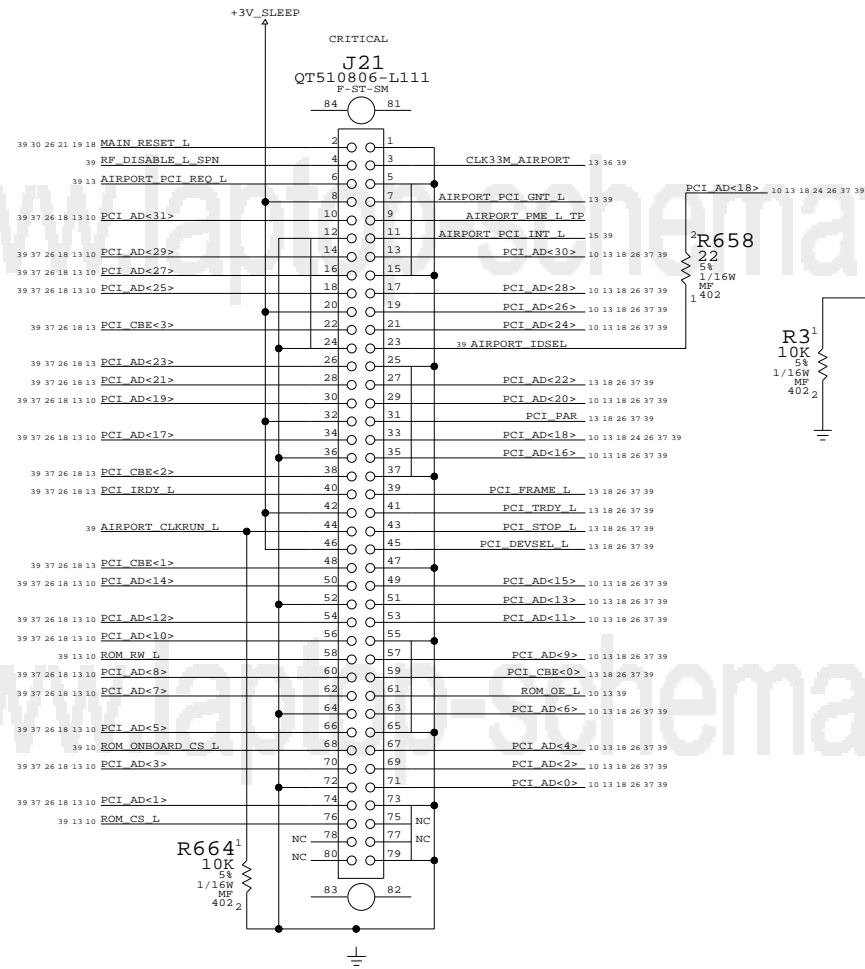 +3V_SLEEP
CRITICAL
J21
QT510806-L111
F-ST-SM
84 81
39 30 26 21 19 18 MAIN_RESET_L 2 1
39 RF_DISABLE_L_SPN 4 3 CLK33M_AIRPORT 13 36 39
39 13 AIRPORT_PCI_REQ_L 6 5
8 7 AIRPORT_PCI_GNT_L 13 39
39 37 26 18 13 10 PCI_AD<31> 10 9 AIRPORT_PME_L_TP
12 11 AIRPORT_PCI_INT_L 15 39
39 37 26 18 13 10 PCI_AD<29> 14 13 PCI_AD<30> 10 13 18 26 37 39
39 37 26 18 13 10 PCI_AD<27> 16 15
39 37 26 18 13 10 PCI_AD<25> 18 17 PCI_AD<28> 10 13 18 26 37 39
20 19 PCI_AD<26> 10 13 18 26 37 39
39 37 26 18 13 PCI_CBE<3> 22 21 PCI_AD<24> 10 13 18 26 37 39
24 23 39 AIRPORT_IDSEL
39 37 26 18 13 10 PCI_AD<23> 26 25
39 37 26 18 13 10 PCI_AD<21> 28 27 PCI_AD<22> 13 18 26 37 39
39 37 26 18 13 10 PCI_AD<19> 30 29 PCI_AD<20> 10 13 18 26 37 39
32 31 PCI_PAR 13 18 26 37 39
39 37 26 18 13 10 PCI_AD<17> 34 33 PCI_AD<18> 10 13 18 24 26 37 39
36 35 PCI_AD<16> 10 13 18 26 37 39
39 37 26 18 13 PCI_CBE<2> 38 37
39 37 26 18 13 PCI_IRDY_L 40 39 PCI_FRAME_L 13 18 26 37 39
42 41 PCI_TRDY_L 13 18 26 37 39
39 AIRPORT_CLKRUN_L 44 43 PCI_STOP_L 13 18 26 37 39
46 45 PCI_DEVSEL_L 13 18 26 37 39
39 37 26 18 13 PCI_CBE<1> 48 47
39 37 26 18 13 10 PCI_AD<14> 50 49 PCI_AD<15> 10 13 18 26 37 39
52 51 PCI_AD<13> 10 13 18 26 37 39
39 37 26 18 13 10 PCI_AD<12> 54 53 PCI_AD<11> 10 13 18 26 37 39
39 37 26 18 13 10 PCI_AD<10> 56 55
39 13 10 ROM_RW_L 58 57 PCI_AD<9> 10 13 18 26 37 39
39 37 26 18 13 10 PCI_AD<8> 60 59 PCI_CBE<0> 13 18 26 37 39
39 37 26 18 13 10 PCI_AD<7> 62 61 ROM_OE_L 10 13 39
64 63 PCI_AD<6> 10 13 18 26 37 39
39 37 26 18 13 10 PCI_AD<5> 66 65
39 10 ROM_ONBOARD_CS_L 68 67 PCI_AD<4> 10 13 18 26 37 39
39 37 26 18 13 10 PCI_AD<3> 70 69 PCI_AD<2> 10 13 18 26 37 39
72 71 PCI_AD<0> 10 13 18 26 37 39
39 37 26 18 13 10 PCI_AD<1> 74 73
39 13 10 ROM_CS_L 76 75 NC
NC 78 77 NC
NC 80 79
83 82
R664 1
10K
5%
1/16W
MF
402 2
PCI_AD<18> 10 13 18 24 26 37 39
2 R658
22
5%
1/16W
MF
1 402
R3 1
10K
5%
1/16W
MF
402 2
www.laptop-schema
www.laptop-schema